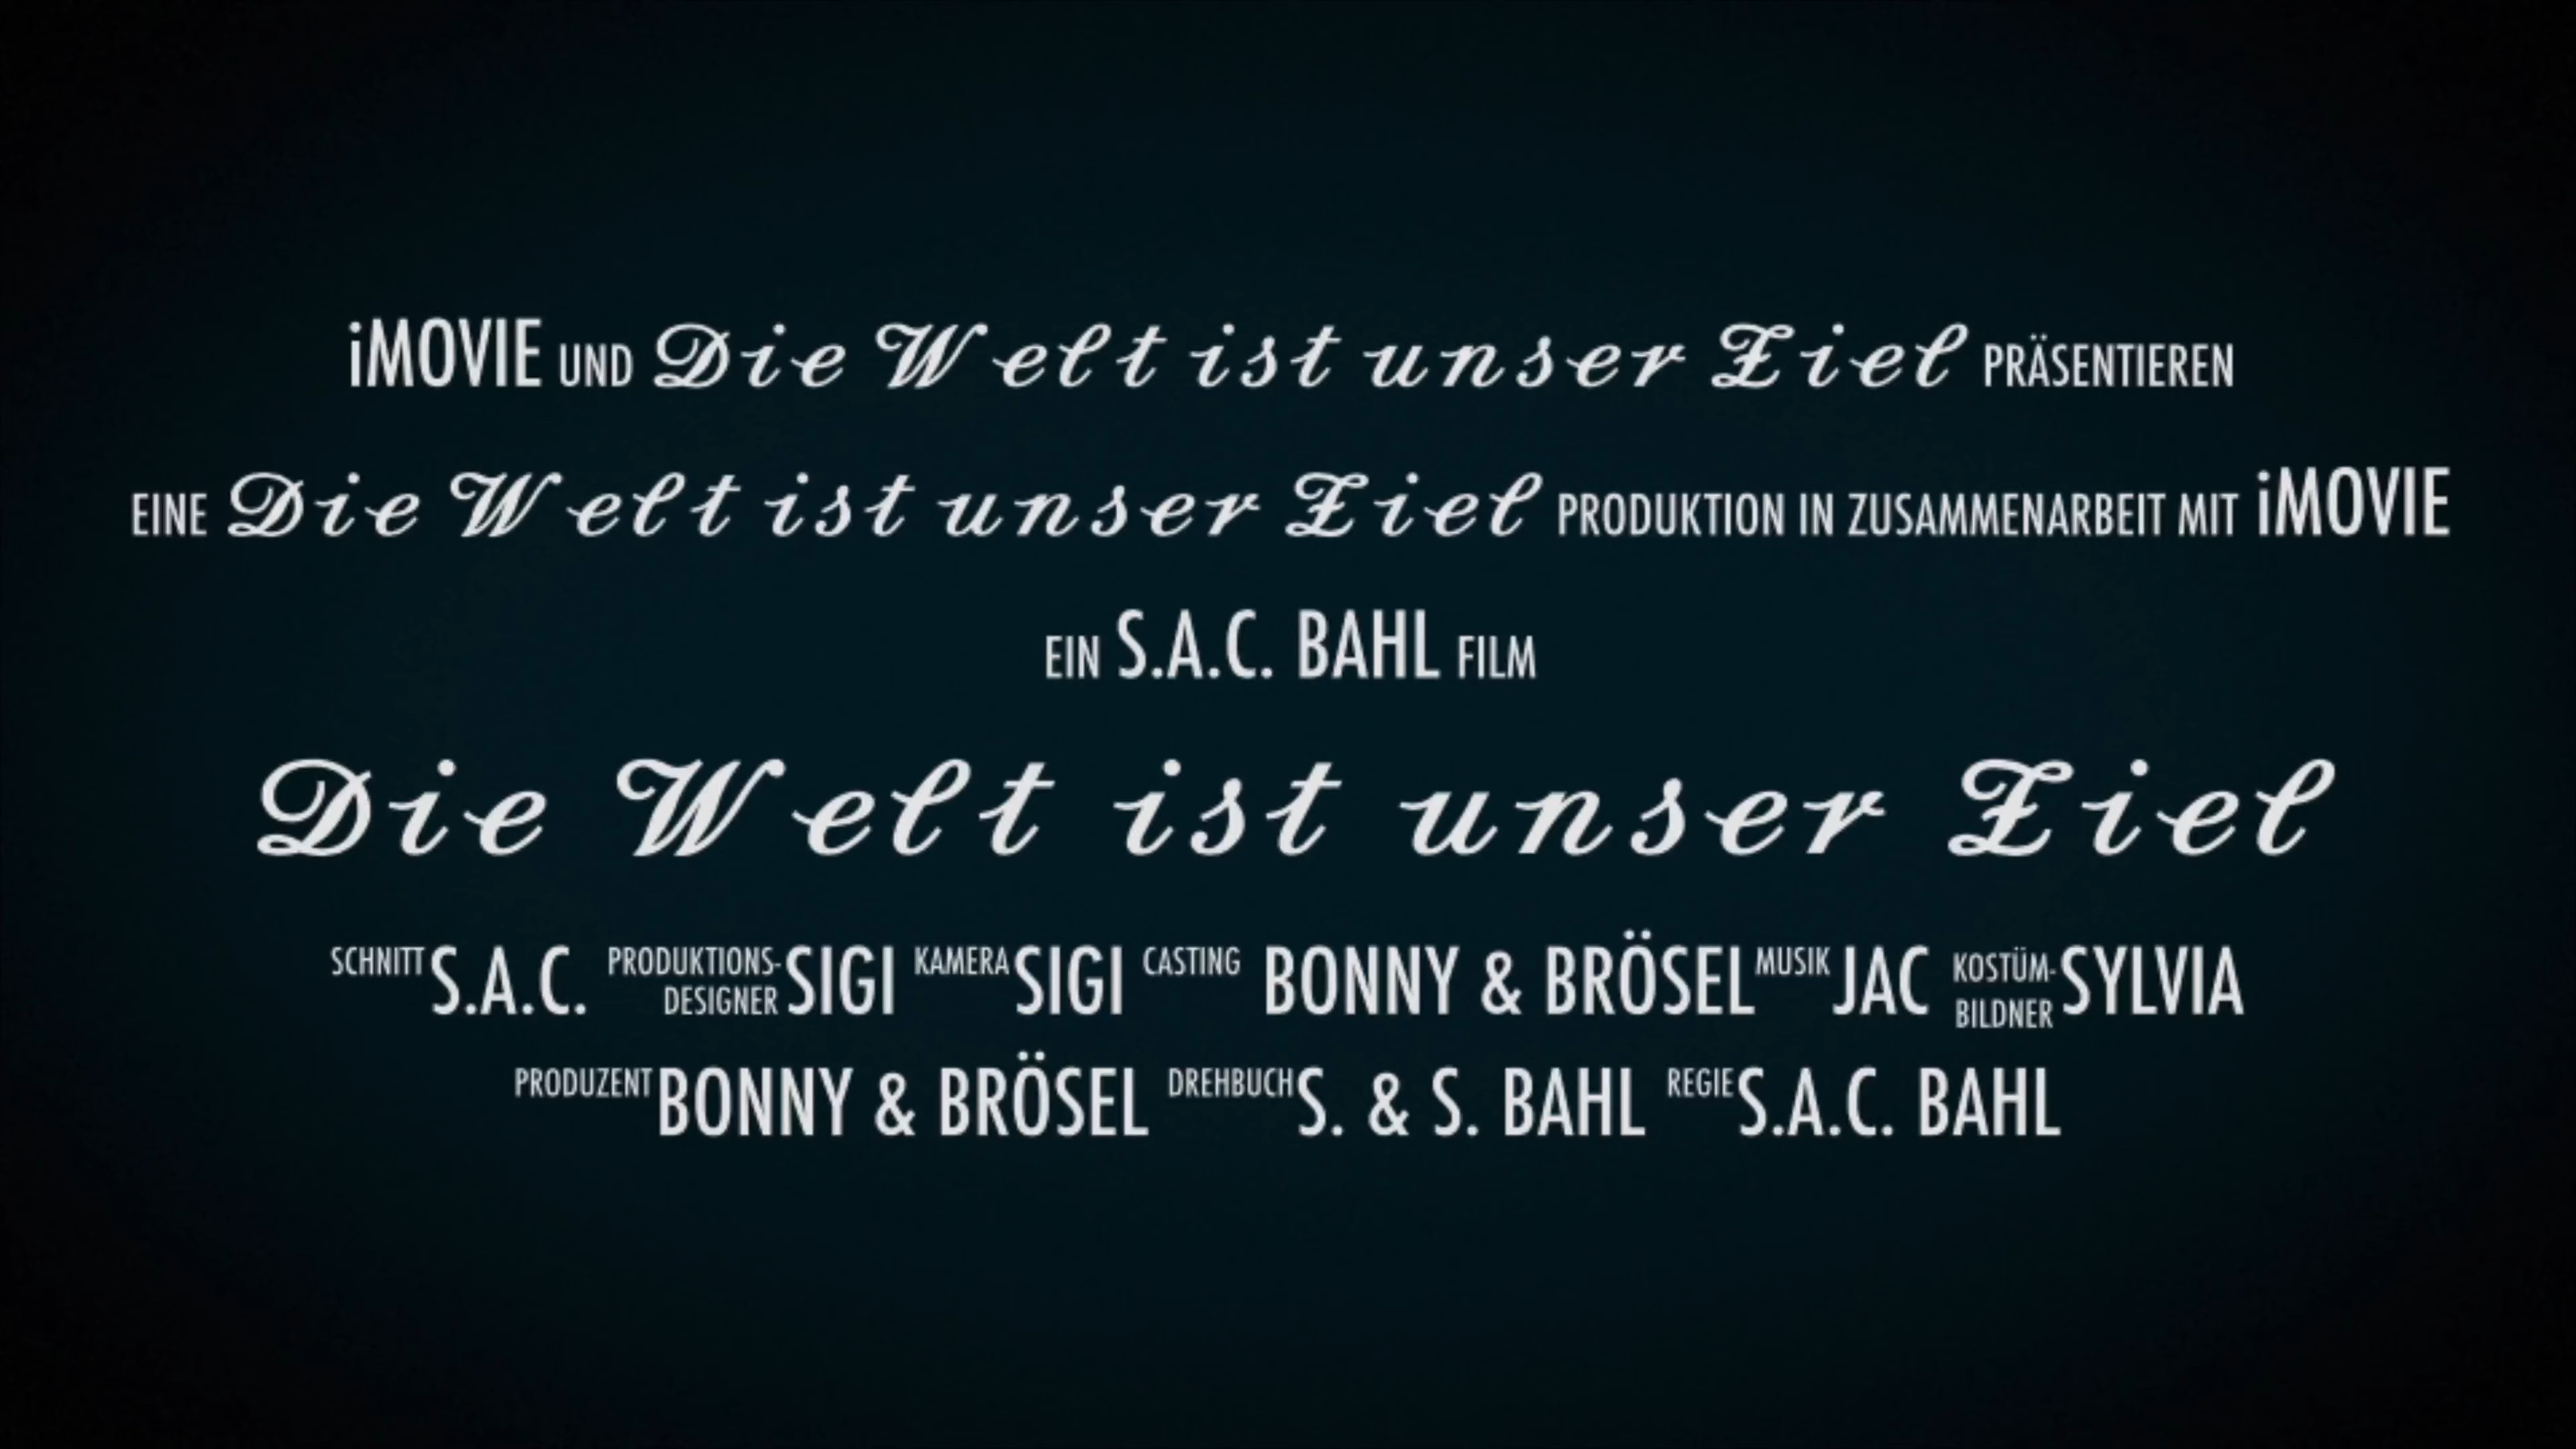 iMOVIE UND Die Welt ist unser Ziel PRÄSENTIEREN
EINE Die Welt ist unser Ziel PRODUKTION IN ZUSAMMENARBEIT MIT iMOVIE
EIN S.A.C. BAHL FILM
Die Welt ist unser Ziel
SCHNITT S.A.C. PRODUKTIONS-DESIGNER SIGI KAMERA SIGI CASTING BONNY & BRÖSEL MUSIK JAC KOSTÜM-BILDNER SYLVIA
PRODUZENT BONNY & BRÖSEL DREHBUCH S. & S. BAHL REGIE S.A.C. BAHL